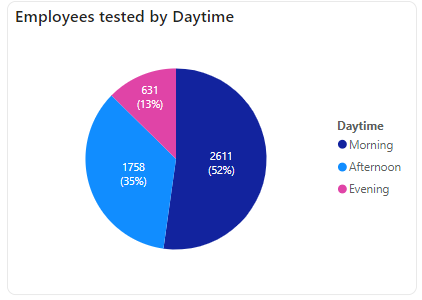 Employees tested by Daytime
631
(13%)
2611
(52%)
1758
(35%)
Daytime
Morning
Afternoon
Evening